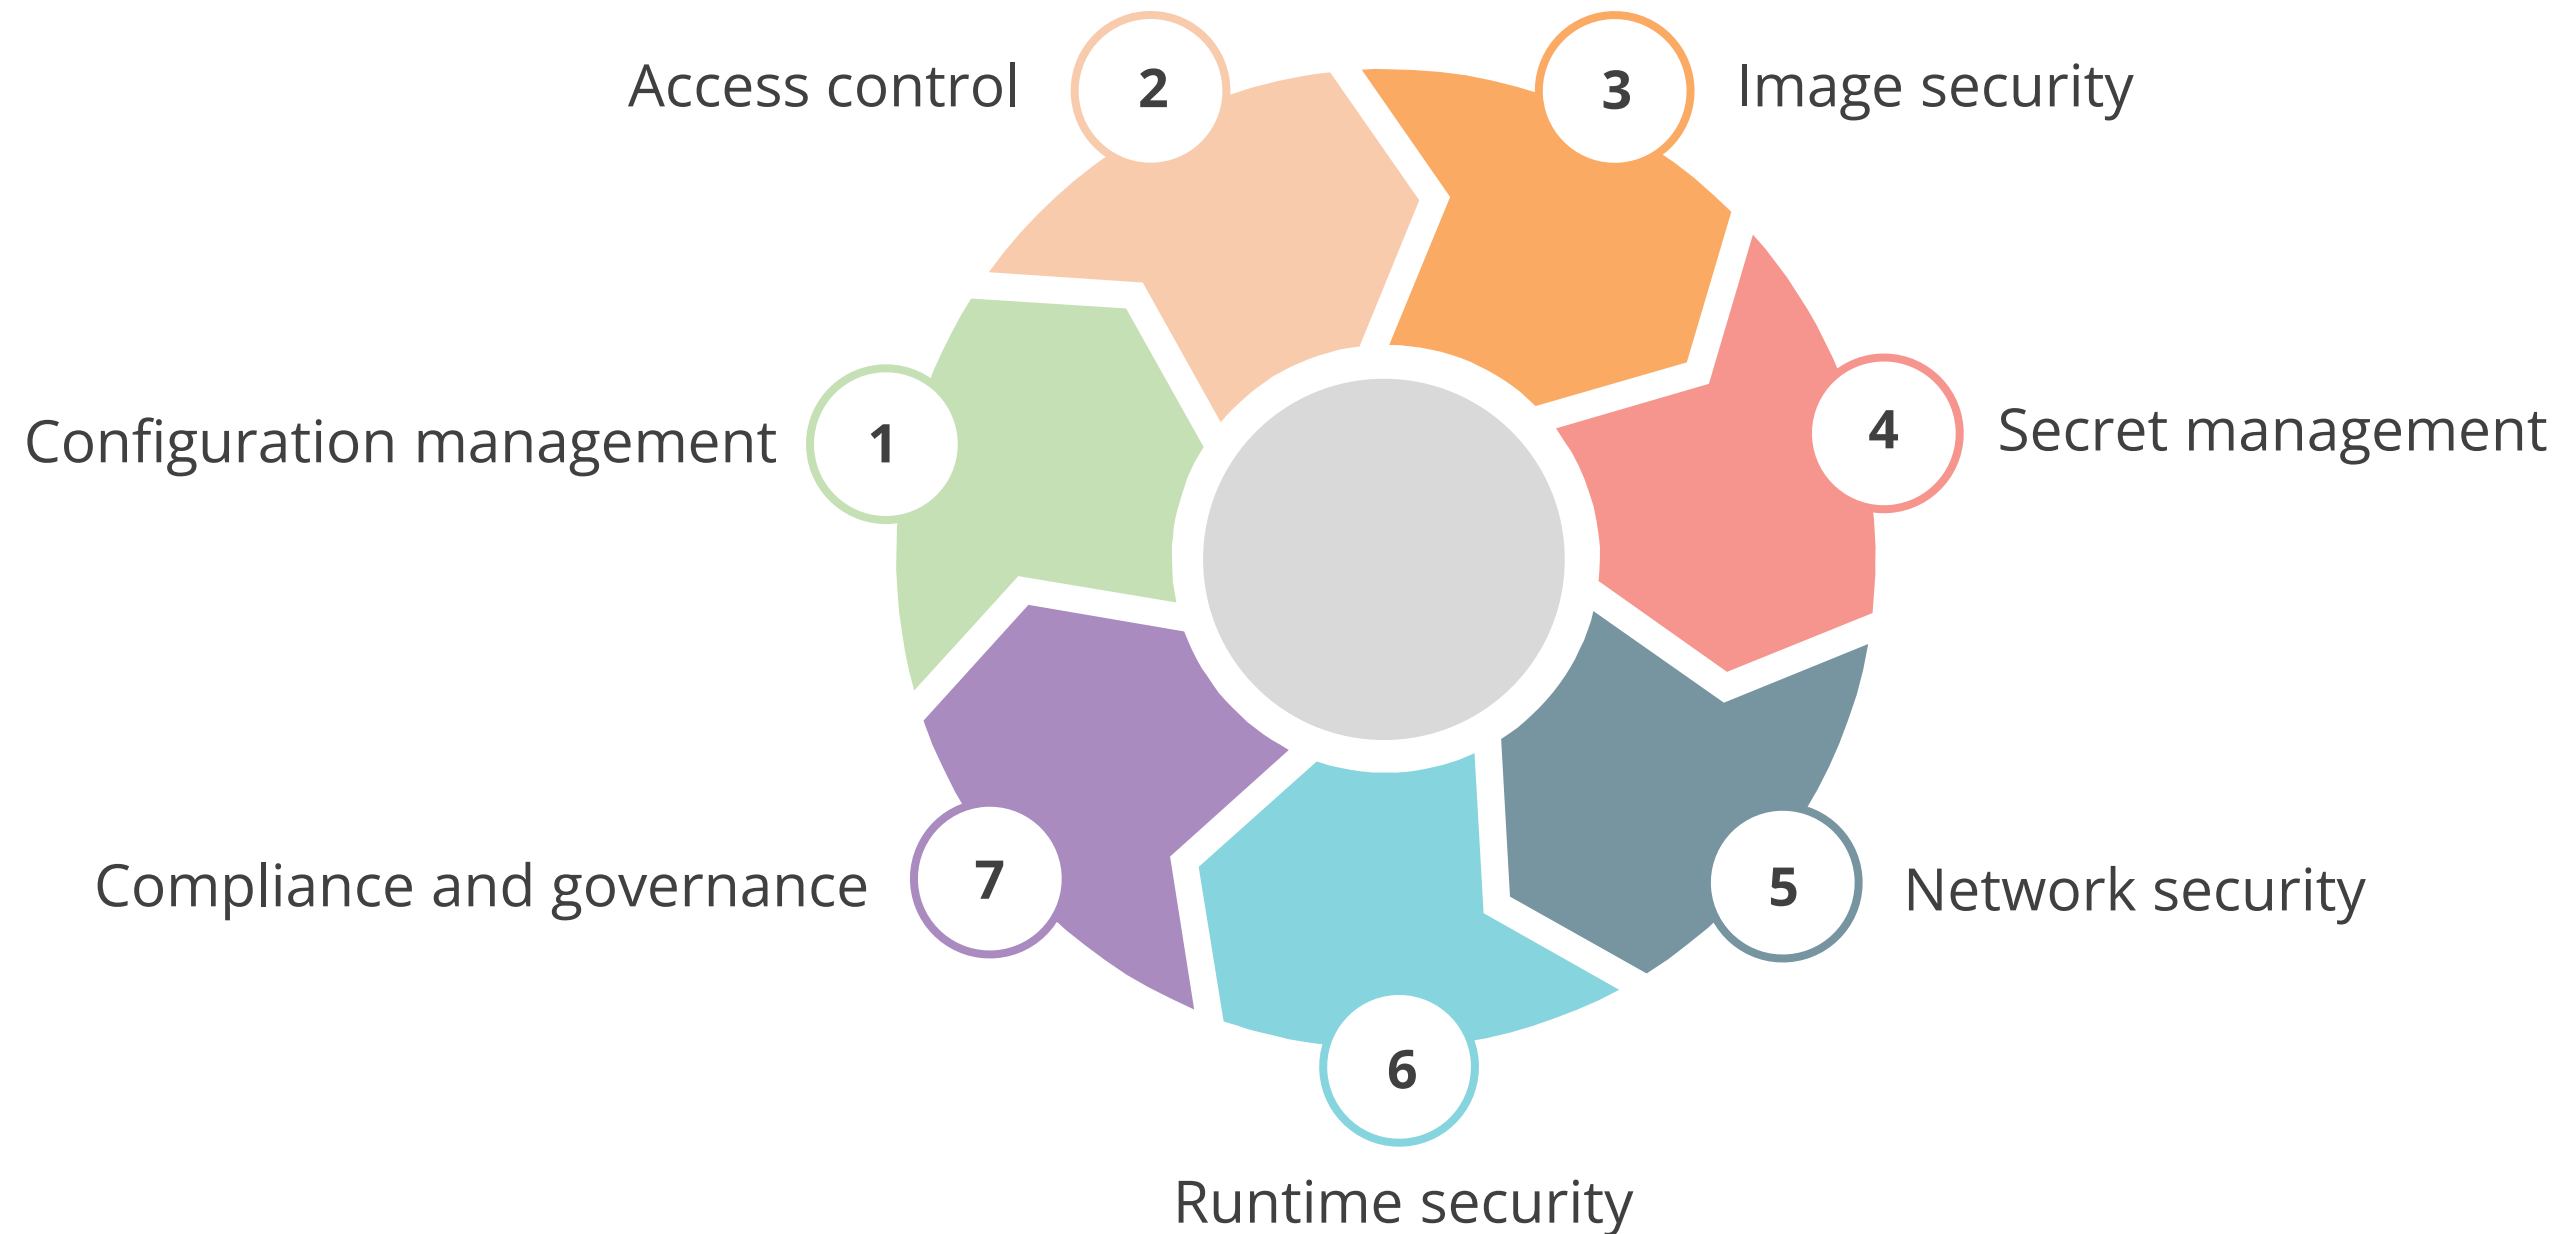 Access control
2
3
Image security
Configuration management
1
4
Secret management
Compliance and governance
7
5
Network security
6
Runtime security